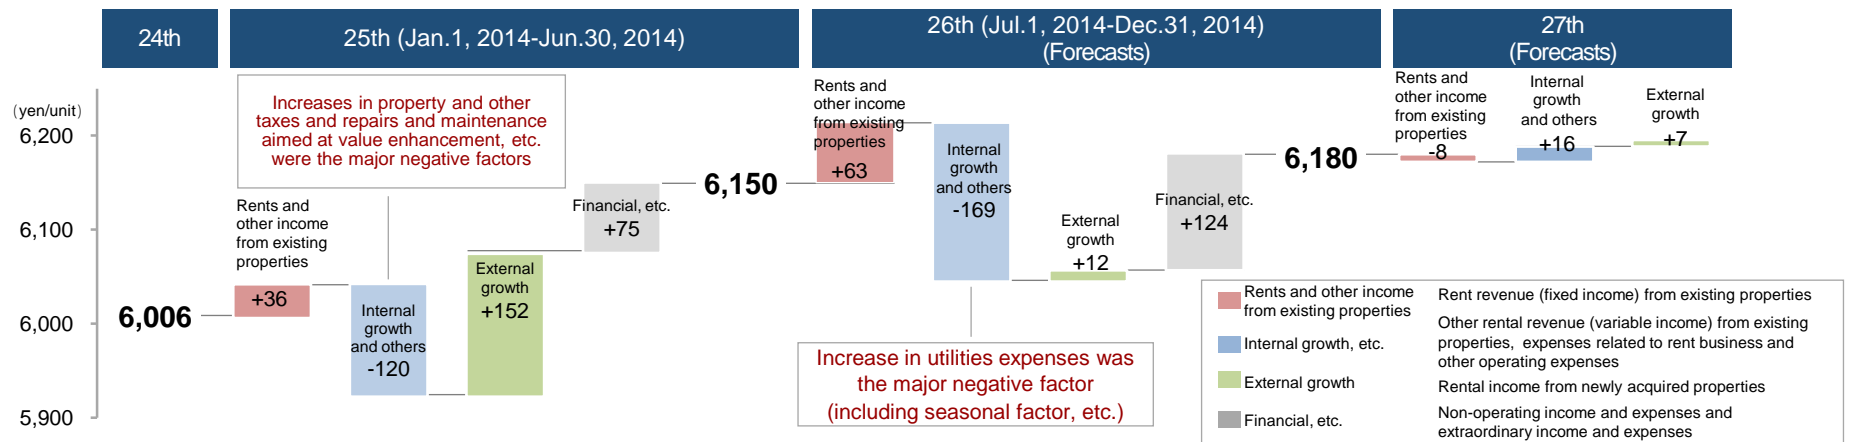 24th
25th (Jan.1, 2014-Jun.30, 2014)
26th (Jul.1, 2014-Dec.31, 2014)
(Forecasts)
27th
(Forecasts)
(yen/unit)
6,200
6,100
6,000
5,900
Increases in property and other
taxes and repairs and maintenance
aimed at value enhancement, etc.
were the major negative factors
6,006
Rents and
other income
from existing
properties
+36
Internal
growth
and others
-120
External
growth
+152
Financial, etc.
+75
6,150
Rents and
other income
from existing
properties
+63
Internal
growth
and others
-169
External
growth
+12
Financial, etc.
+124
6,180
Increase in utilities expenses was
the major negative factor
(including seasonal factor, etc.)
Rents and
other income
from existing
properties
-8
Internal
growth
and others
+16
External
growth
+7
Rents and other income
from existing properties
Rent revenue (fixed income) from existing properties
Internal growth, etc.
Other rental revenue (variable income) from existing
properties, expenses related to rent business and
other operating expenses
External growth
Rental income from newly acquired properties
Financial, etc.
Non-operating income and expenses and
extraordinary income and expenses